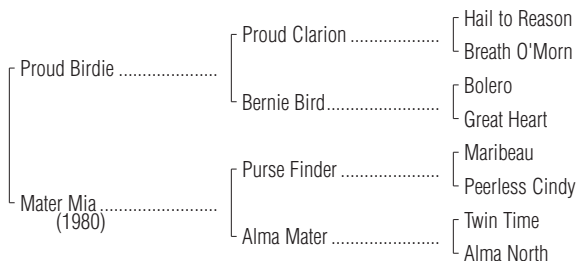 Hail to Reason
Proud Clarion ....................
Breath O'Morn
Proud Birdie ......................
Bolero
Bernie Bird.........................
Great Heart
Maribeau
Purse Finder ......................
Peerless Cindy
Mater Mia..........................
(1980)
Twin Time
Alma Mater ........................
Alma North